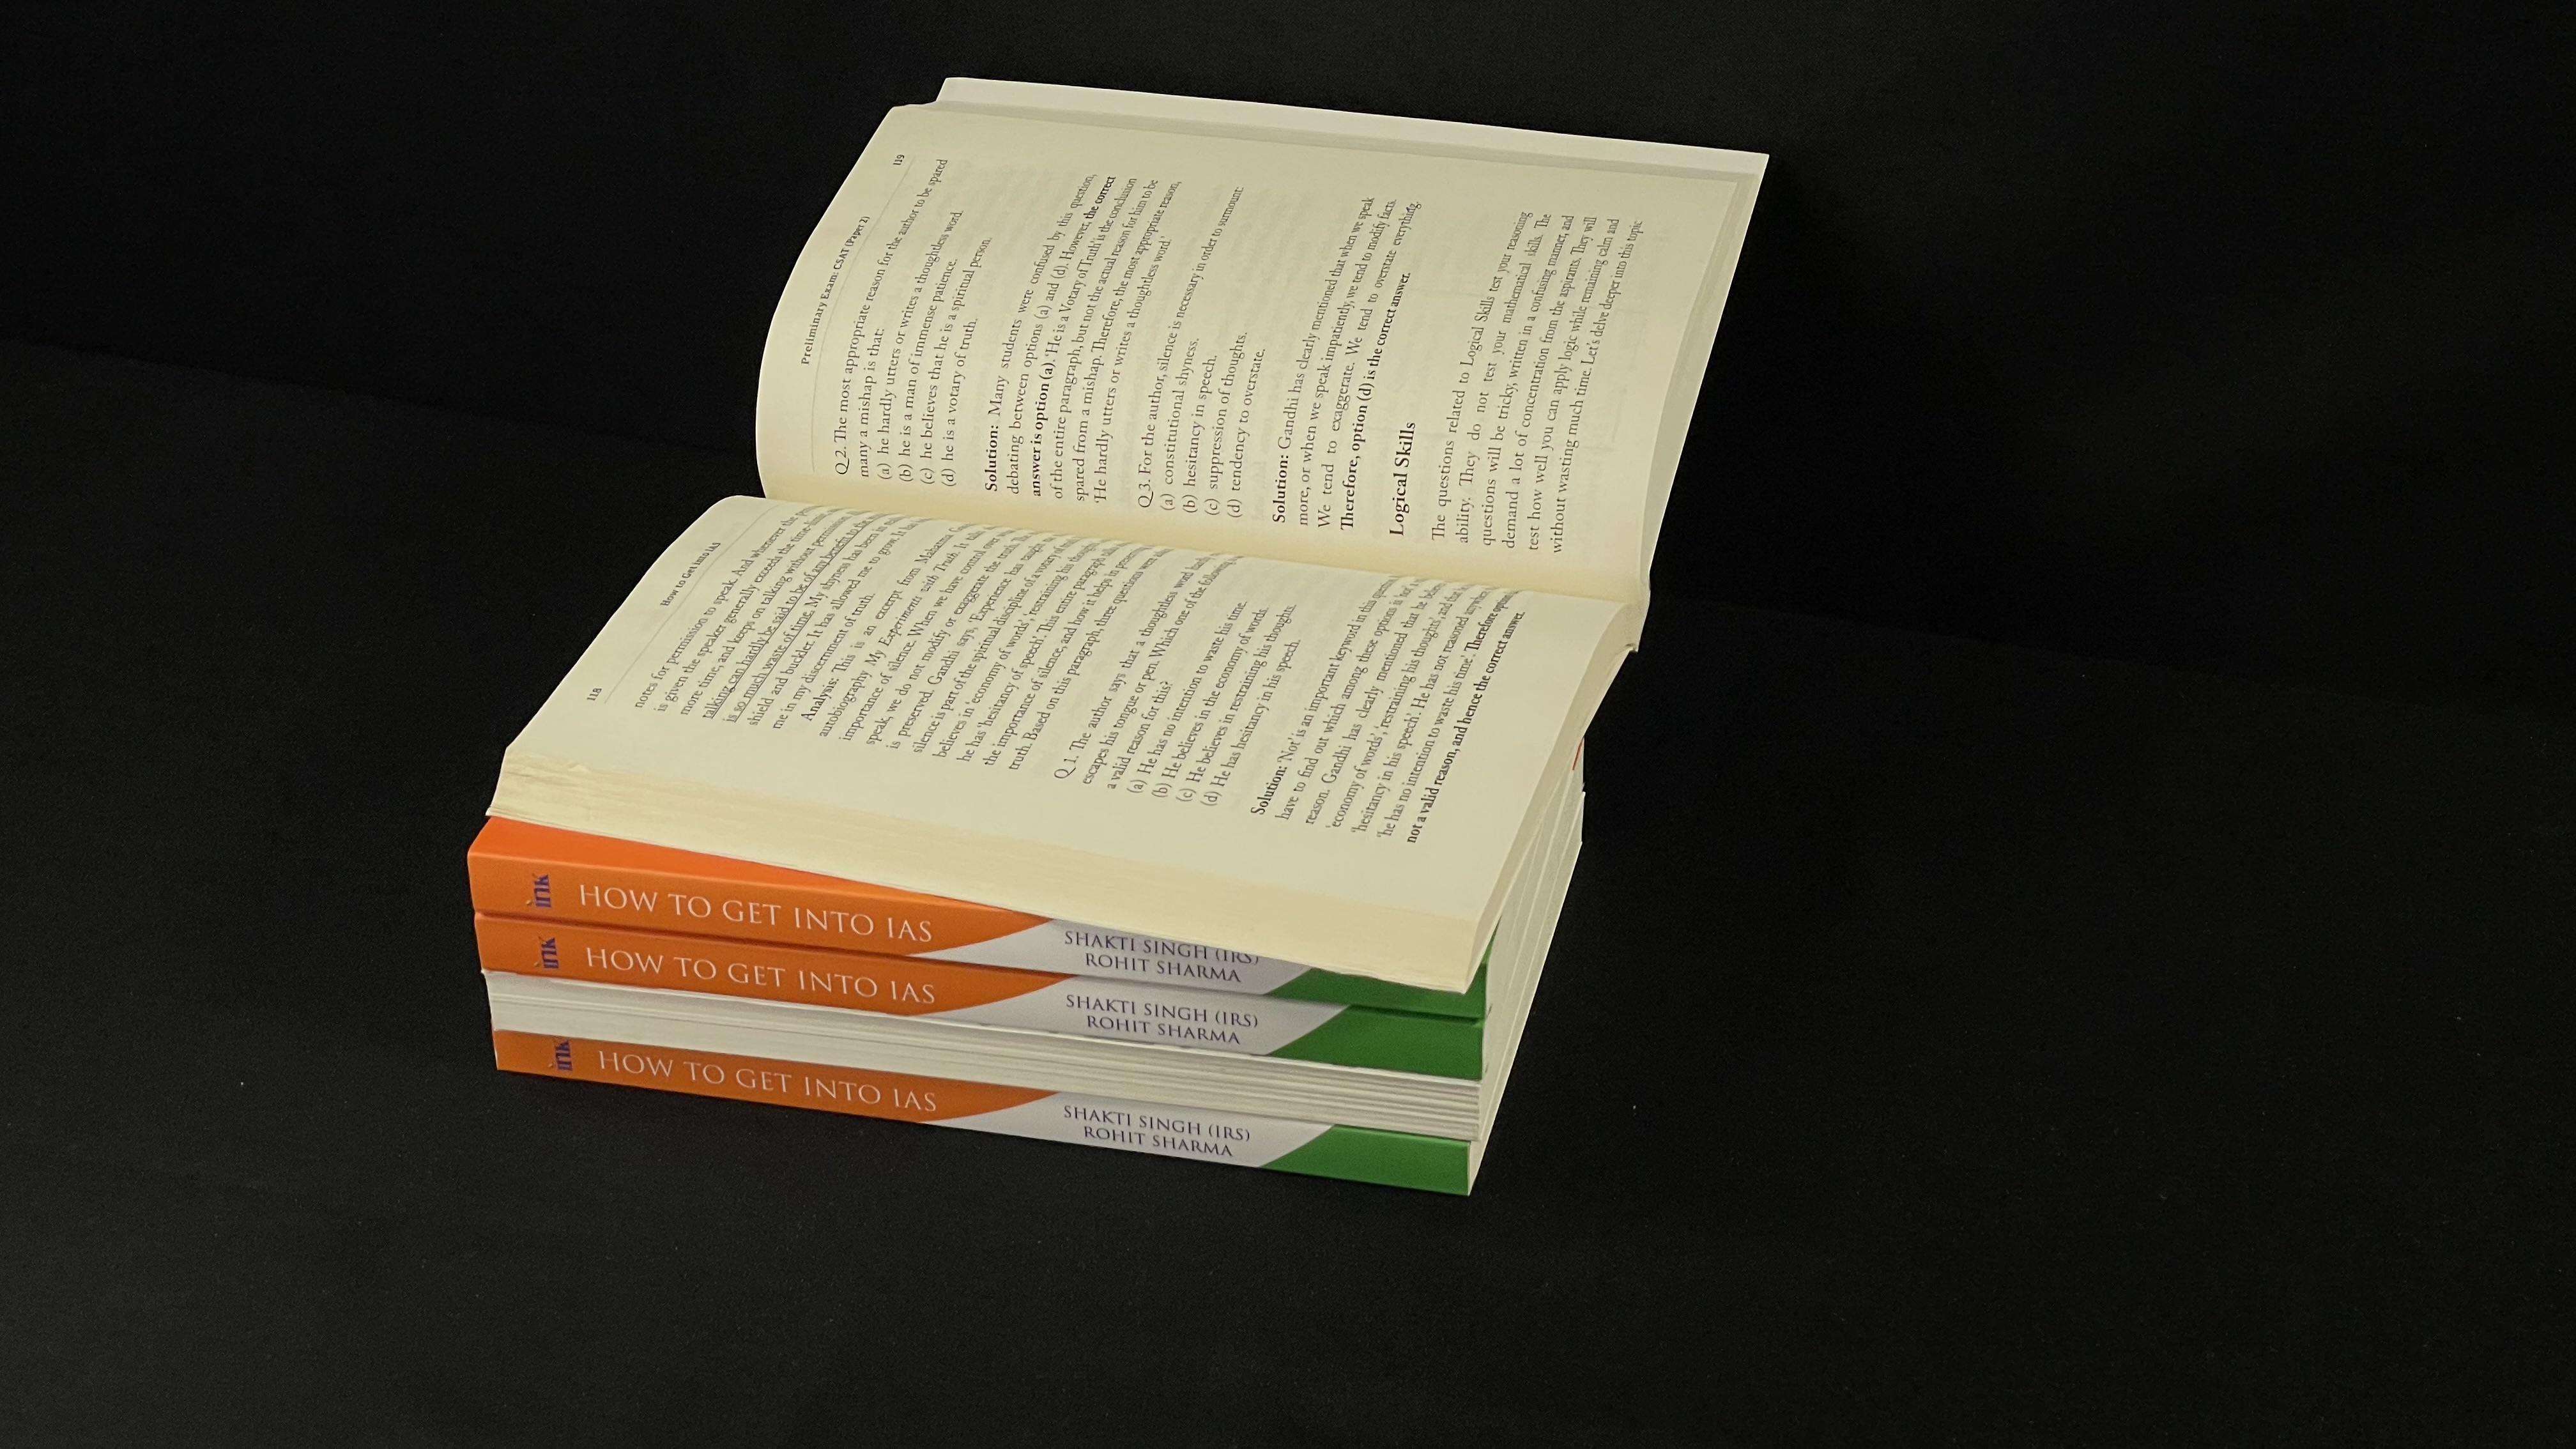 118
How to Get into IAS
notes for permission to speak. And whenever the
is given the speaker generally exceeds the time-limit,
more time, and keeps on talking without permission.
talking can hardly be said to be of any benefit to the
is so much waste of time. My shyness has been in
shield and buckler. It has allowed me to grow. It has
me in my discernment of truth.
Analysis: This is an excerpt from Mahatma
autobiography My Experiments with Truth. It
importance of silence. When we have control over
speak, we do not modify or exaggerate the truth.
is preserved. Gandhi says, 'Experience has taught
silence is part of the spiritual discipline of a votary of
believes in 'economy of words', 'restraining his
he has 'hesitancy of speech'. This entire paragraph
the importance of silence, and how it helps in
truth. Based on this paragraph, three questions were
Q 1. The author says that a thoughtless word
escapes his tongue or pen. Which one of the following
a valid reason for this?
(a) He has no intention to waste his time.
(b) He believes in the economy of words.
(c) He believes in restraining his thoughts.
(d) He has hesitancy in his speech.
Solution: 'Not' is an important keyword in this
have to find out which among these options is 'not' a
reason. Gandhi has clearly mentioned that he
'economy of words', 'restraining his thoughts', and
'hesitancy in his speech'. He has not reasoned
'he has no intention to waste his time'. Therefore
not a valid reason, and hence the correct answer.
Preliminary Exam: CSAT (Paper 2)
119
Q 2. The most appropriate reason for the author to be spared
many a mishap is that:
(a) he hardly utters or writes a thoughtless word.
(b) he is a man of immense patience.
(c) he believes that he is a spiritual person.
(d) he is a votary of truth.
Solution: Many students were confused by this question,
debating between options (a) and (d). However, the correct
answer is option (a). 'He is a Votary of Truth' is the conclusion
of the entire paragraph, but not the actual reason for him to be
spared from a mishap. Therefore, the most appropriate reason,
'He hardly utters or writes a thoughtless word.'
Q 3. For the author, silence is necessary in order to surmount:
(a) constitutional shyness.
(b) hesitancy in speech.
(c) suppression of thoughts.
(d) tendency to overstate.
Solution: Gandhi has clearly mentioned that when we speak
more, or when we speak impatiently, we tend to modify facts.
We tend to exaggerate. We tend to overstate everything.
Therefore, option (d) is the correct answer.
Logical Skills
The questions related to Logical Skills test your reasoning
ability. They do not test your mathematical skills. The
questions will be tricky, written in a confusing manner, and
demand a lot of concentration from the aspirants. They will
test how well you can apply logic while remaining calm and
without wasting much time. Let's delve deeper into this topic
ink
HOW TO GET INTO IAS
SHAKTI SINGH (IRS)
ROHIT SHARMA
ink
HOW TO GET INTO IAS
SHAKTI SINGH (IRS)
ROHIT SHARMA
ink
HOW TO GET INTO IAS
SHAKTI SINGH (IRS)
ROHIT SHARMA